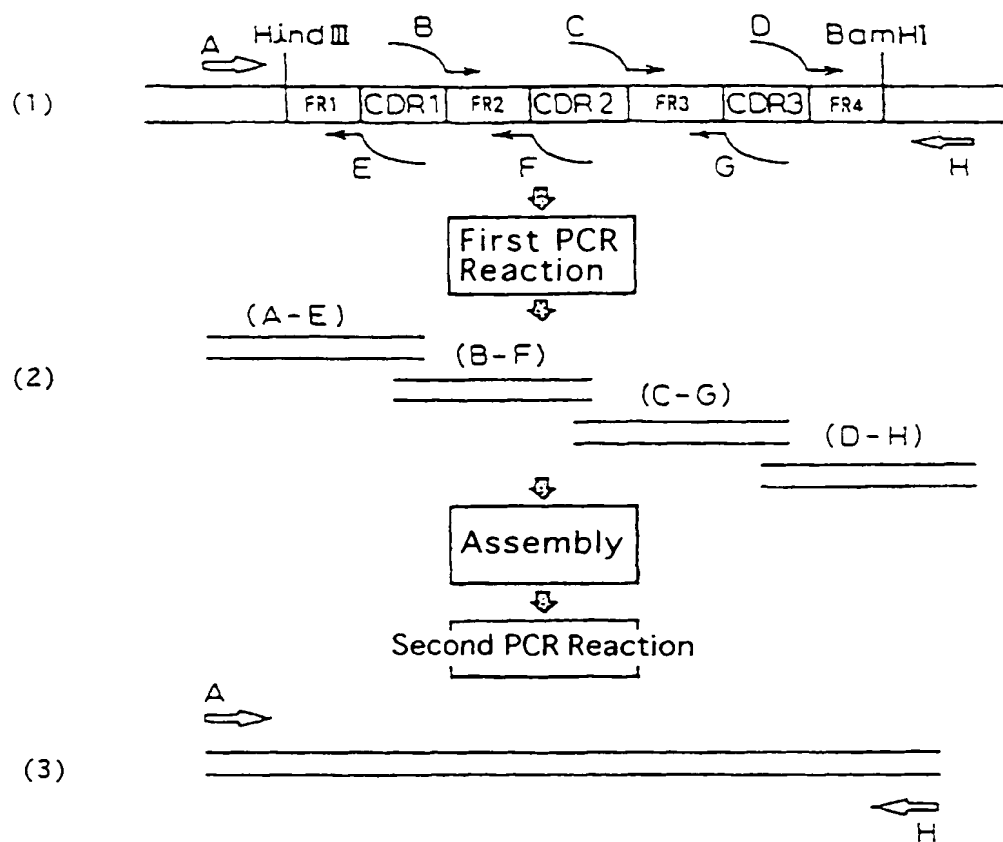 A HindIII B C D BamHI
(1) FR1 CDR1 FR2 CDR2 FR3 CDR3 FR4
E F G H
First PCR
Reaction
(A-E)
(2) (B-F)
(C-G)
(D-H)
Assembly
Second PCR Reaction
A
(3)
H